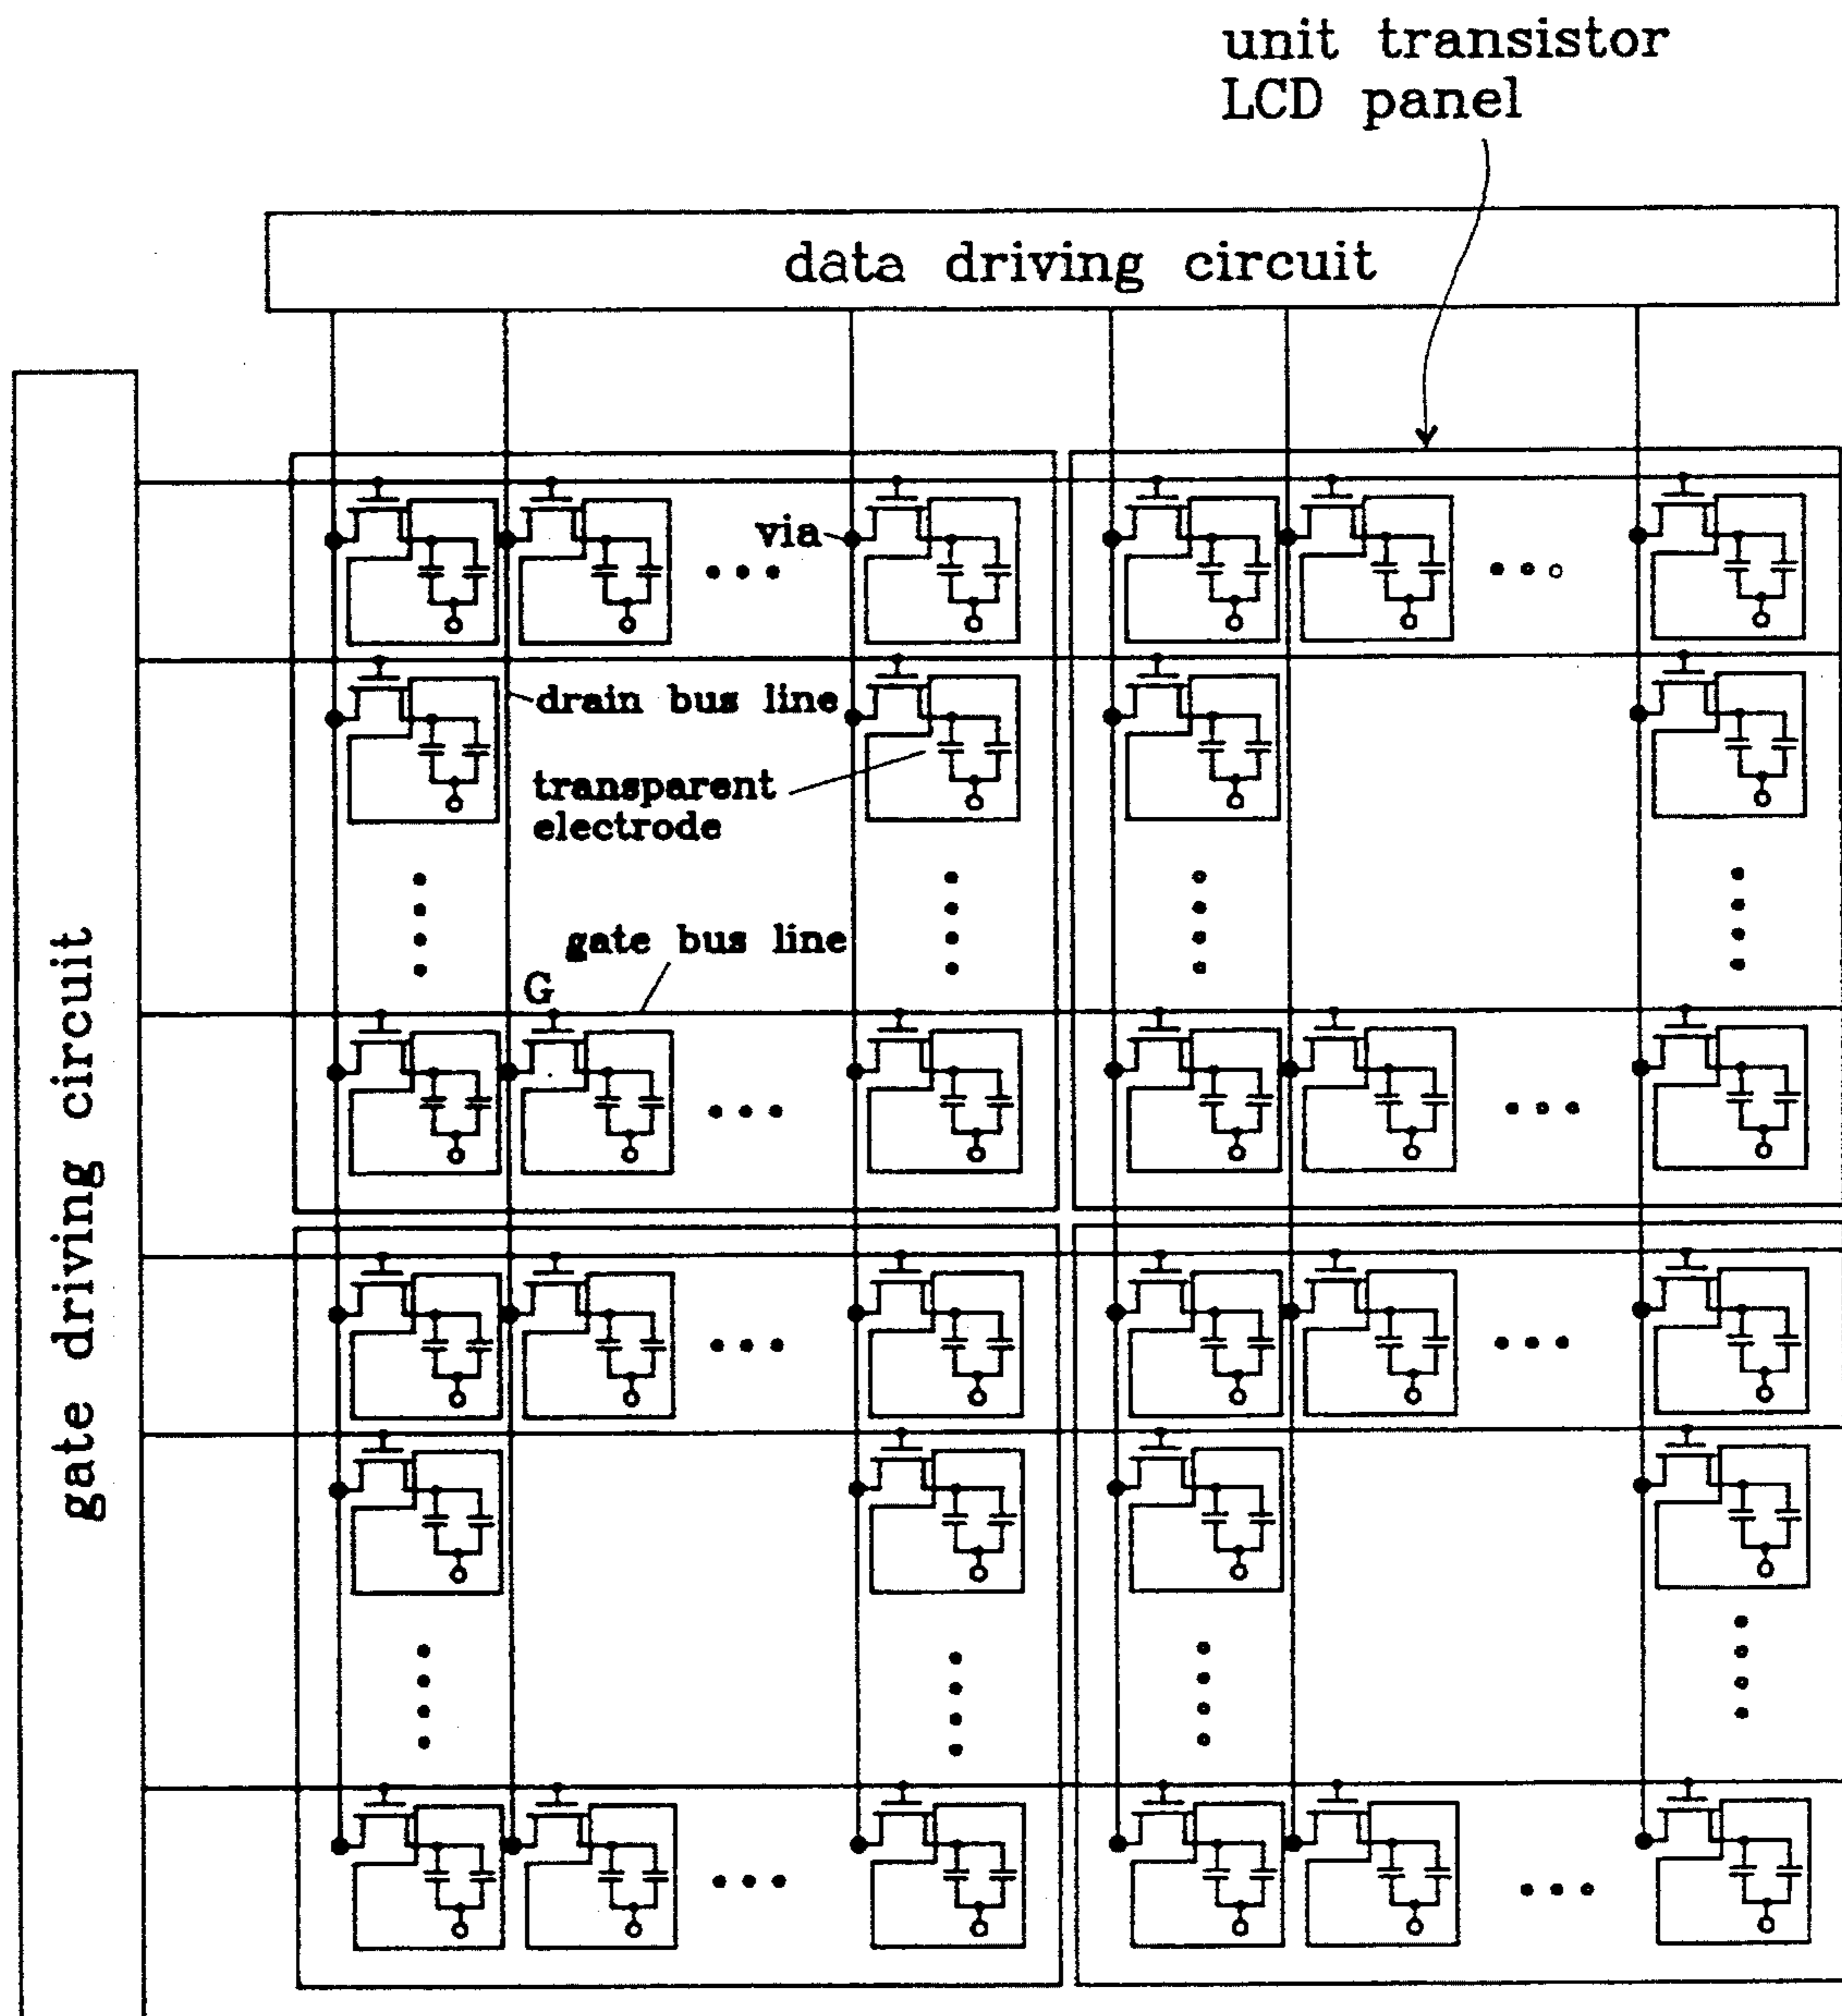 unit transistor
LCD panel
data driving circuit
via
drain bus line
transparent
electrode
gate bus line
G
gate driving circuit